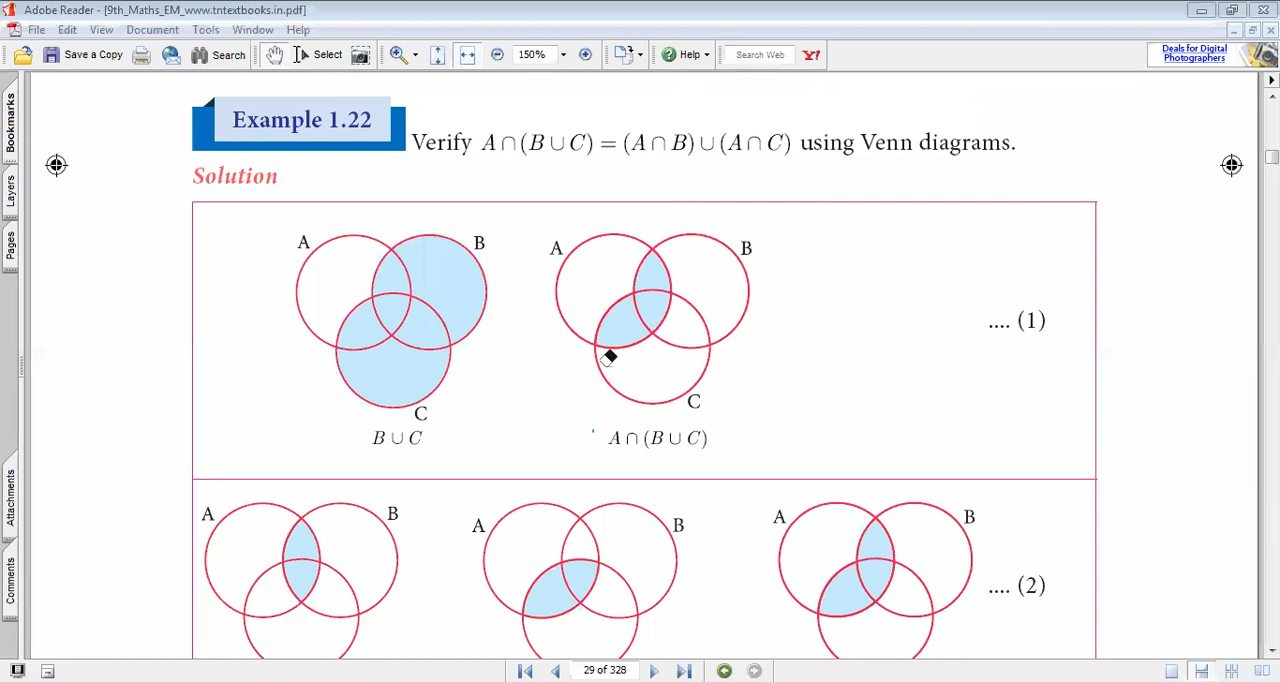 Adobe Reader - [9th_Maths_EM_www.tntextbooks.in.pdf]
File Edit View Document Tools Window Help
Save a Copy Search Select 150% Help Search Web Y! Deals for Digital Photographers
Bookmarks
Layers
Pages
Attachments
Comments
Example 1.22 Verify A ∩ (B ∪ C) = (A ∩ B) ∪ (A ∩ C) using Venn diagrams.
Solution
A B A B
.... (1)
C C
B ∪ C A ∩ (B ∪ C)
A B A B A B
.... (2)
29 of 328